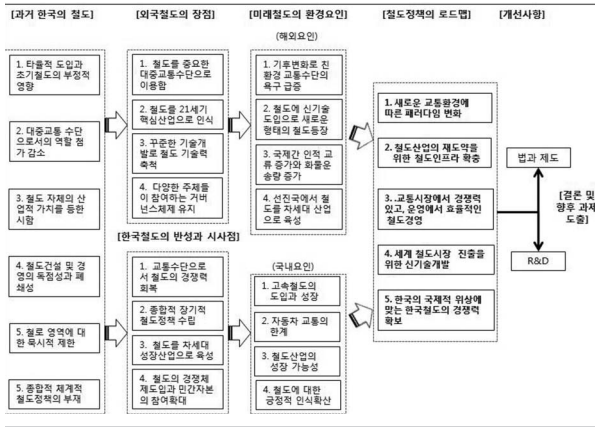 [과거 한국의 철도]
[외국철도의 장점]
[미래철도의 환경요인]
[철도정책의 로드맵]
[개선사항]
(해외요인)
1. 타율적 도입과
초기철도의 부정적
영향
2. 대중교통 수단
으로서의 역할 점
가 감소
3. 철도 자체의 산
업적 가치를 등한
시함
4. 철도건설 및 경
영의 독점성과 폐
쇄성
5. 철로 영역에 대
한 묵시적 제한
5. 종합적 체계적
철도정책의 부재
1. 철도를 중요한
대중교통수단으로
이용함
2. 철도를 21세기
핵심산업으로 인식
3. 꾸준한 기술개
발로 철도 기술력
축적
4. 다양한 주체들
이 참여하는 거버
넌스체제 유지
[한국철도의 반성과 시사점]
1. 교통수단으로
서 철도의 경쟁력
회복
2. 종합적 장기적
철도정책 수립
3. 철도를 차세대
성장산업으로 육성
4. 철도의 경쟁체
제도입과 민간자본
의 참여확대
1. 기후변화로 친
환경 교통수단의
욕구 급증
2. 철도에 신기술
도입으로 새로운
형태의 철도등장
3. 국제간 인적 교
류 증가와 화물운
송량 증가
4. 선진국에서 철
도를 차세대 산업
으로 육성
(국내요인)
1. 고속철도의
도입과 성장
2. 자동차 교통의
한계
3. 철도산업의
성장 가능성
4. 철도에 대한
긍정적 인식확산
1. 새로운 교통환경에
따른 패러다임 변화
2. 철도산업의 재도약을
위한 철도인프라 확충
3. .교통시장에서 경쟁력
있고, 운영에서 효율적인
철도경영
4. 세계 철도시장 진출을
위한 신기술개발
5. 한국의 국제적 위상에
맞는 한국철도의 경쟁력
확보
법과 제도
R&D
[결론 및
향후 과제
도출]